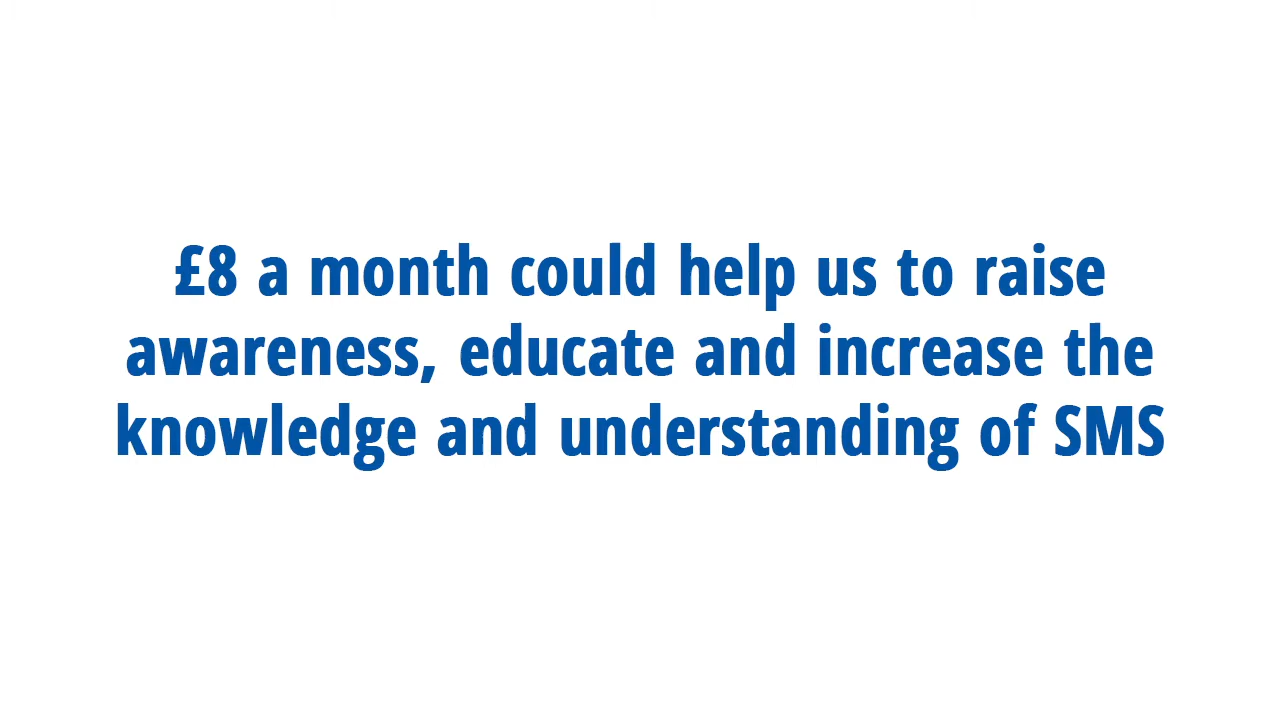 £8 a month could help us to raise
awareness, educate and increase the
knowledge and understanding of SMS